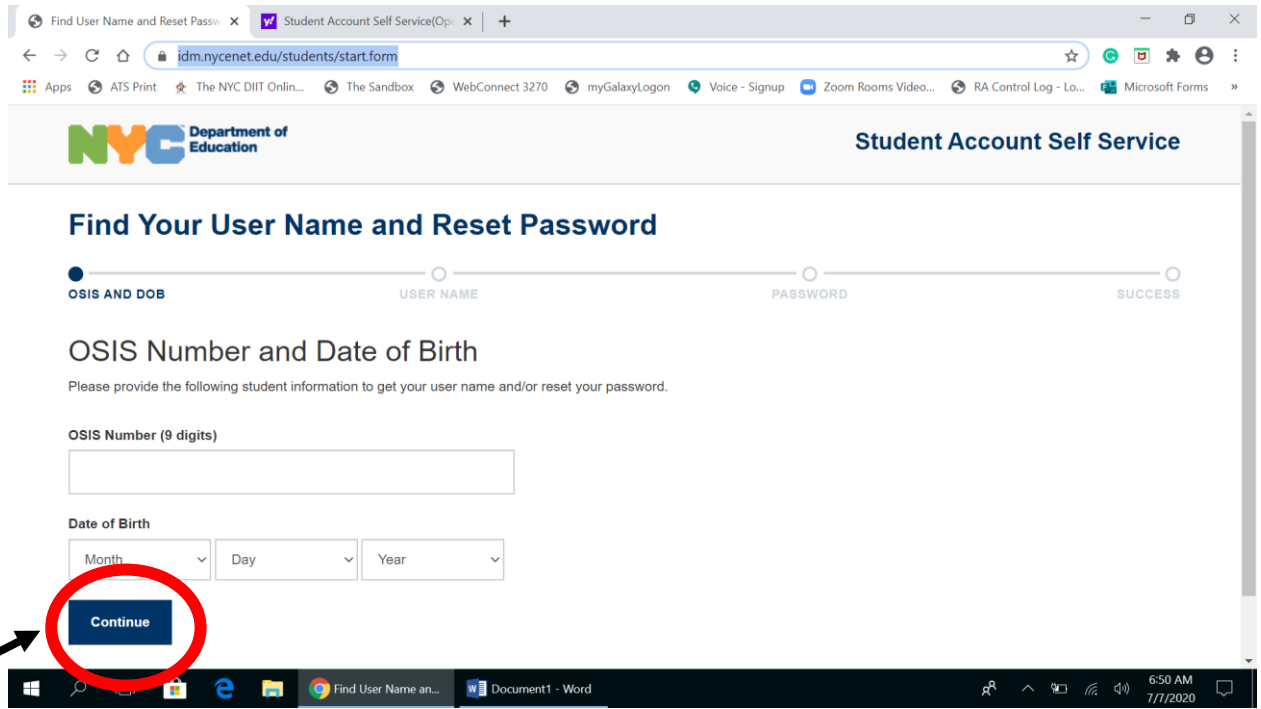 Find User Name and Reset Passw
Student Account Self Service(Ope
idm.nycenet.edu/students/start.form
Apps ATS Print The NYC DIIT Onlin... The Sandbox WebConnect 3270 myGalaxyLogon Voice - Signup Zoom Rooms Video... RA Control Log - Lo... Microsoft Forms »
NYC Department of
Education
Student Account Self Service
Find Your User Name and Reset Password
OSIS AND DOB USER NAME PASSWORD SUCCESS
OSIS Number and Date of Birth
Please provide the following student information to get your user name and/or reset your password.
OSIS Number (9 digits)
Date of Birth
Month Day Year
Continue
Find User Name an... Document1 - Word
6:50 AM
7/7/2020